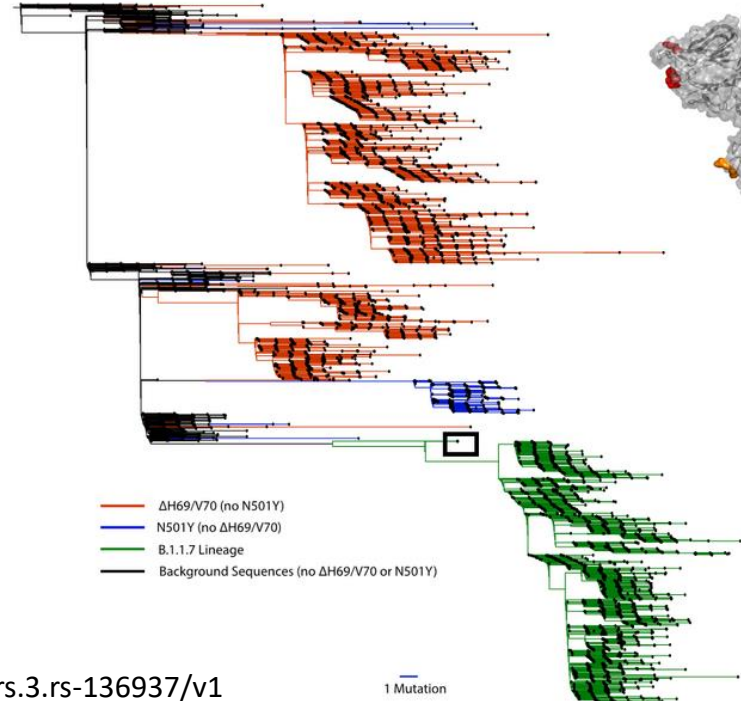 ΔH69/V70 (no N501Y)
N501Y (no ΔH69/V70)
B.1.1.7 Lineage
Background Sequences (no ΔH69/V70 or N501Y)
rs.3.rs-136937/v1
1 Mutation